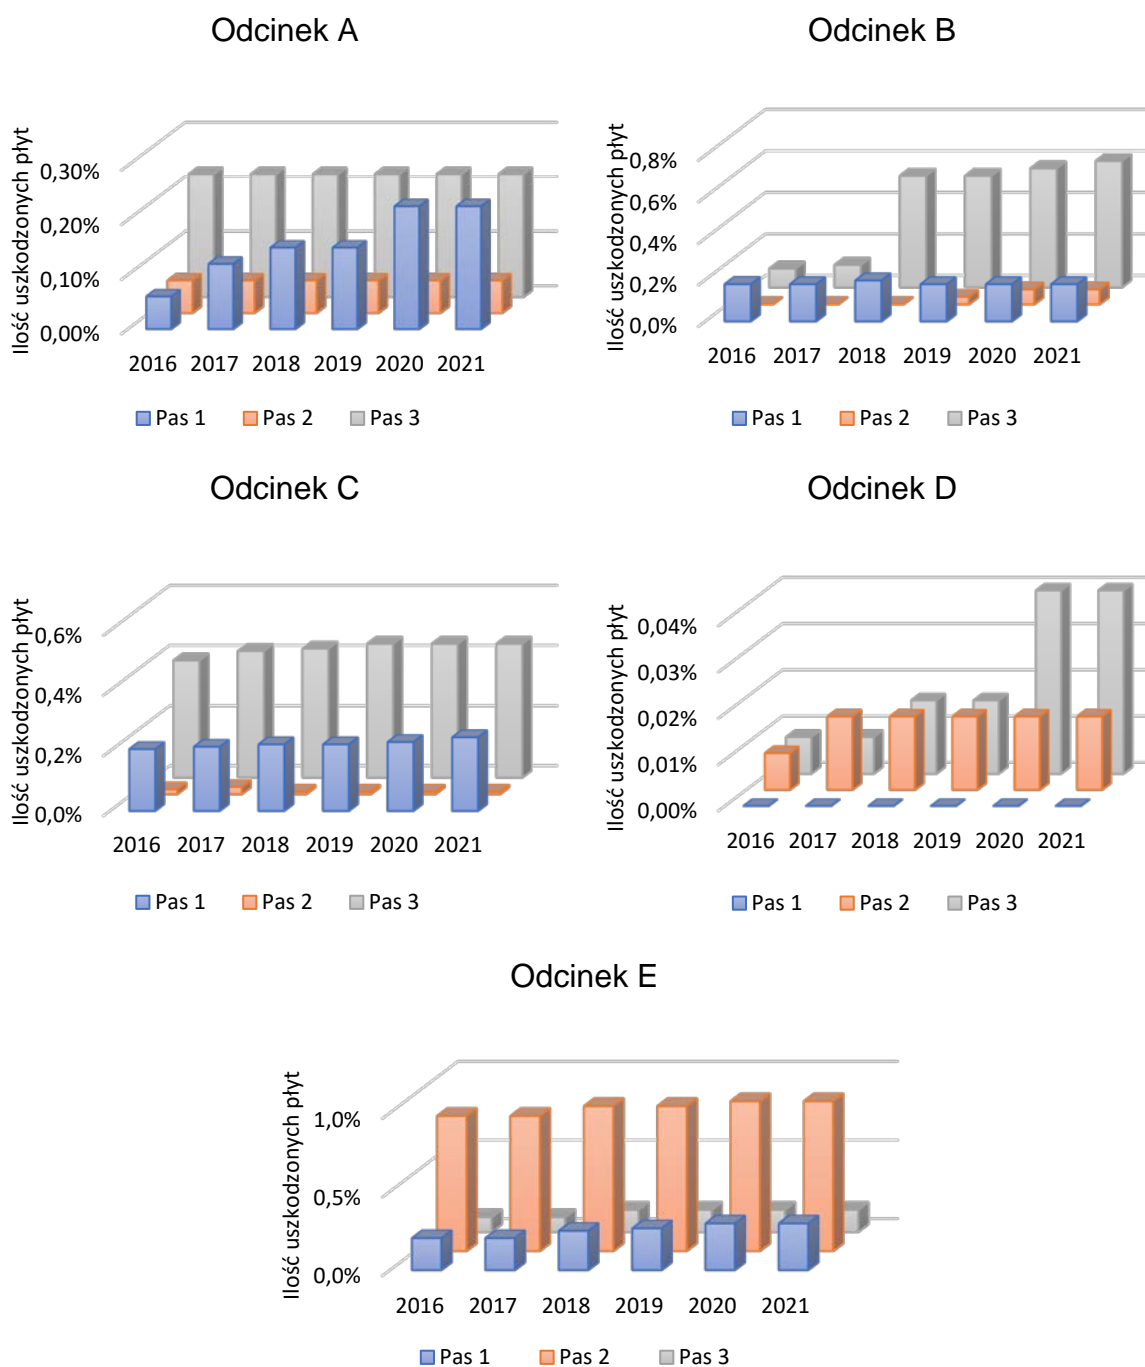 Odcinek A
Ilość uszkodzonych płyt
0,30%
0,20%
0,10%
0,00%
2016 2017 2018 2019 2020 2021
Pas 1 Pas 2 Pas 3
Odcinek B
Ilość uszkodzonych płyt
0,8%
0,6%
0,4%
0,2%
0,0%
2016 2017 2018 2019 2020 2021
Pas 1 Pas 2 Pas 3
Odcinek C
Ilość uszkodzonych płyt
0,6%
0,4%
0,2%
0,0%
2016 2017 2018 2019 2020 2021
Pas 1 Pas 2 Pas 3
Odcinek D
Ilość uszkodzonych płyt
0,04%
0,03%
0,02%
0,01%
0,00%
2016 2017 2018 2019 2020 2021
Pas 1 Pas 2 Pas 3
Odcinek E
Ilość uszkodzonych płyt
1,0%
0,5%
0,0%
2016 2017 2018 2019 2020 2021
Pas 1 Pas 2 Pas 3